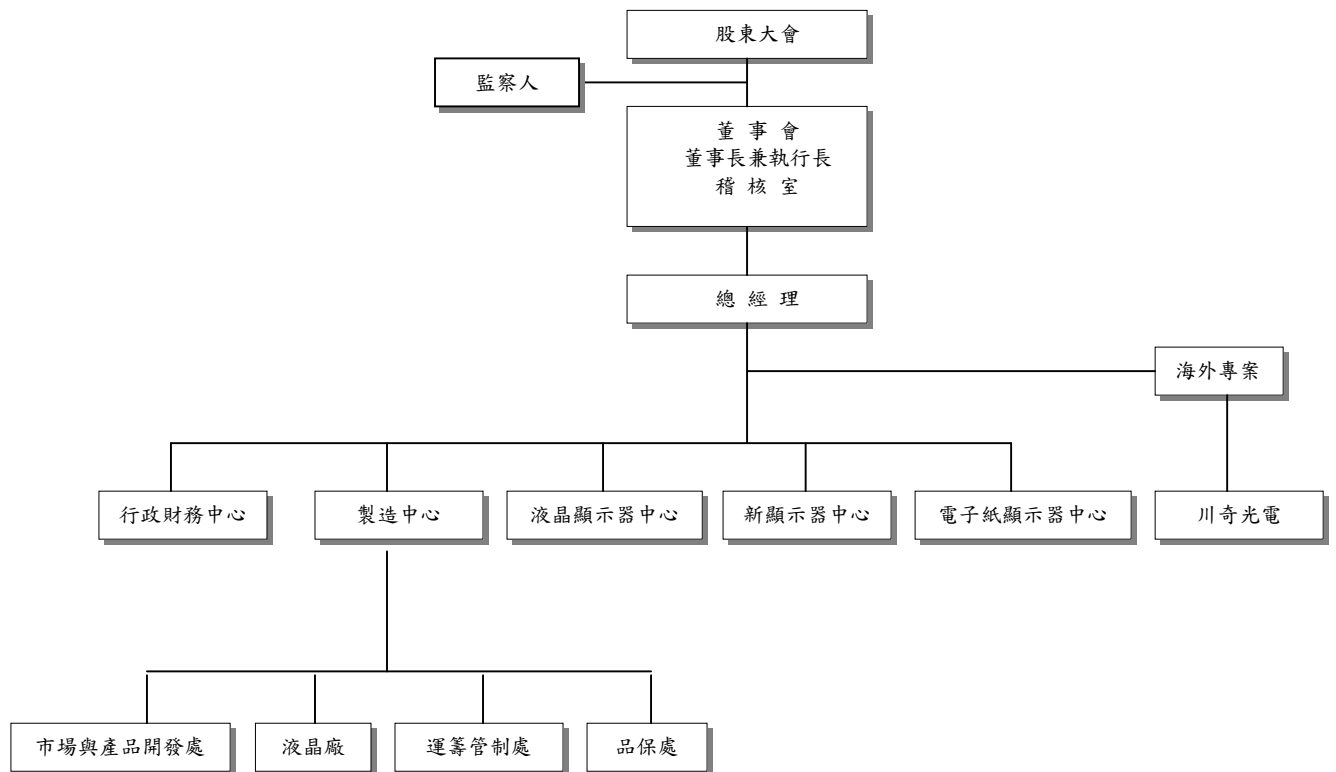 股東大會
監察人
董 事 會
董事長兼執行長
稽 核 室
總 經 理
海外專案
行政財務中心
製造中心
液晶顯示器中心
新顯示器中心
電子紙顯示器中心
川奇光電
市場與產品開發處
液晶廠
運籌管制處
品保處